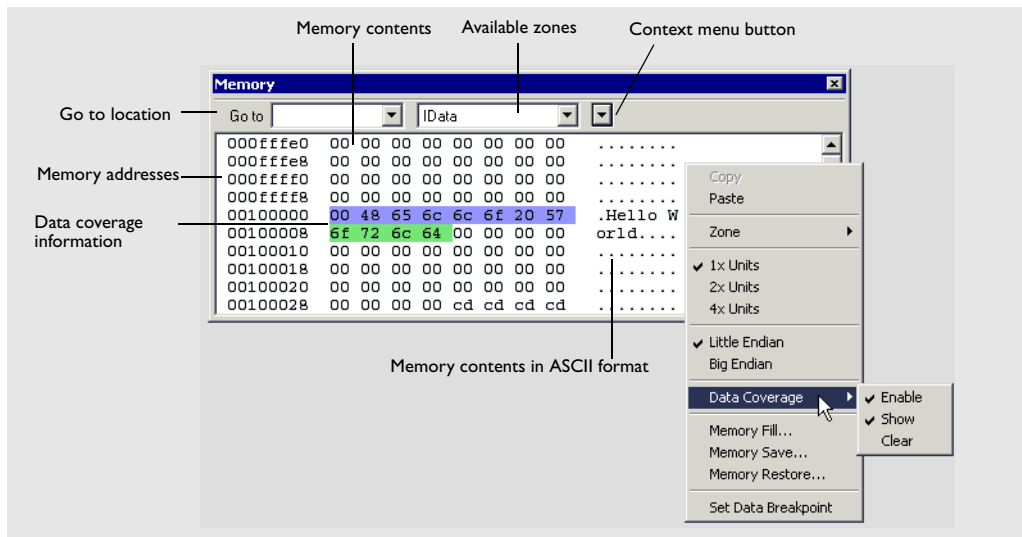 Memory contents
Available zones
Context menu button
Memory
Go to location
Go to
IData
000fffe0 00 00 00 00 00 00 00 00 ........
000fffe8 00 00 00 00 00 00 00 00 ........
Memory addresses
000ffff0 00 00 00 00 00 00 00 00 ........
000ffff8 00 00 00 00 00 00 00 00 ........
Data coverage
information
00100000 00 48 65 6c 6c 6f 20 57 .Hello W
00100008 6f 72 6c 64 00 00 00 00 orld....
00100010 00 00 00 00 00 00 00 00 ........
00100018 00 00 00 00 00 00 00 00 ........
00100020 00 00 00 00 00 00 00 00 ........
00100028 00 00 00 00 cd cd cd cd ........
Memory contents in ASCII format
Copy
Paste
Zone
1x Units
2x Units
4x Units
Little Endian
Big Endian
Data Coverage
Enable
Show
Clear
Memory Fill...
Memory Save...
Memory Restore...
Set Data Breakpoint